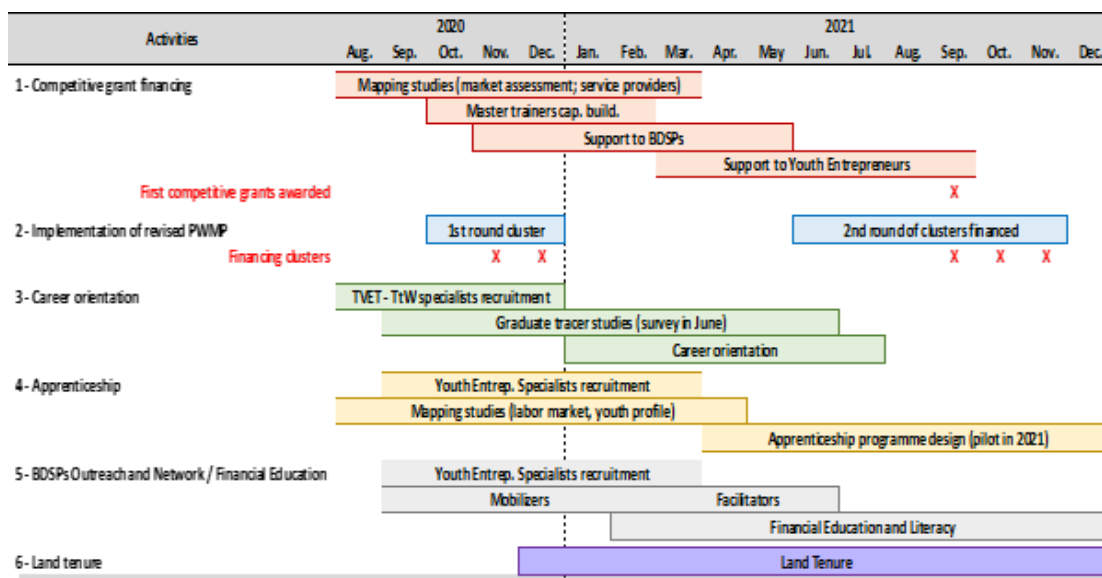 2020 2021
Activities
Aug. Sep. Oct. Nov. Dec. Jan. Feb. Mar. Apr. May Jun. Jul. Aug. Sep. Oct. Nov. Dec.
1 - Competitive grant financing
Mapping studies (market assessment; service providers)
Master trainers cap. build.
Support to BDSPs
Support to Youth Entrepreneurs
First competitive grants awarded X
2 - Implementation of revised PWMP 1st round cluster 2nd round of clusters financed
Financing clusters X X X X X
3 - Career orientation TVET - TtW specialists recruitment
Graduate tracer studies (survey in June)
Career orientation
4 - Apprenticeship Youth Entrep. Specialists recruitment
Mapping studies (labor market, youth profile)
Apprenticeship programme design (pilot in 2021)
5 - BDSPs Outreach and Network / Financial Education Youth Entrep. Specialists recruitment
Mobilizers Facilitators
Financial Education and Literacy
6 - Land tenure Land Tenure